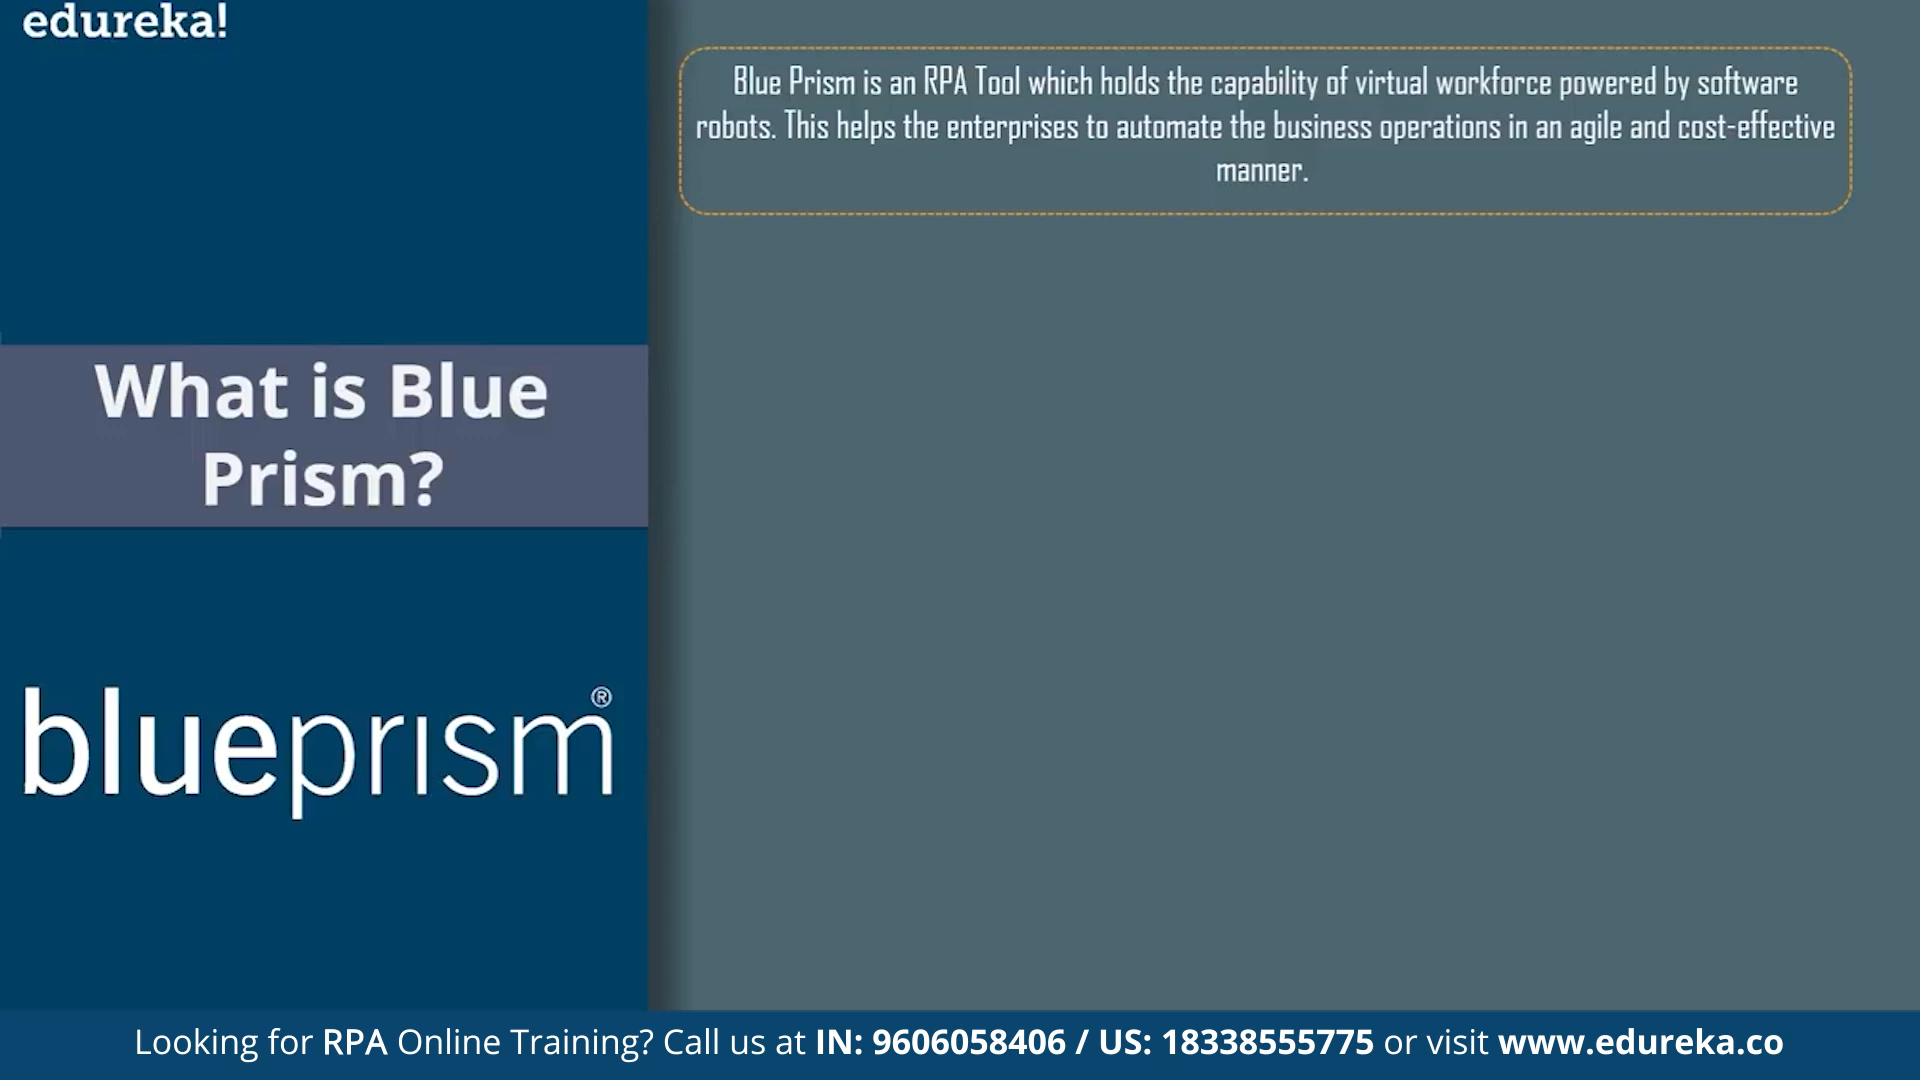 edureka!
Blue Prism is an RPA Tool which holds the capability of virtual workforce powered by software
robots. This helps the enterprises to automate the business operations in an agile and cost-effective
manner.
What is Blue
Prism?
blueprism®
Looking for RPA Online Training? Call us at IN: 9606058406 / US: 18338555775 or visit www.edureka.co